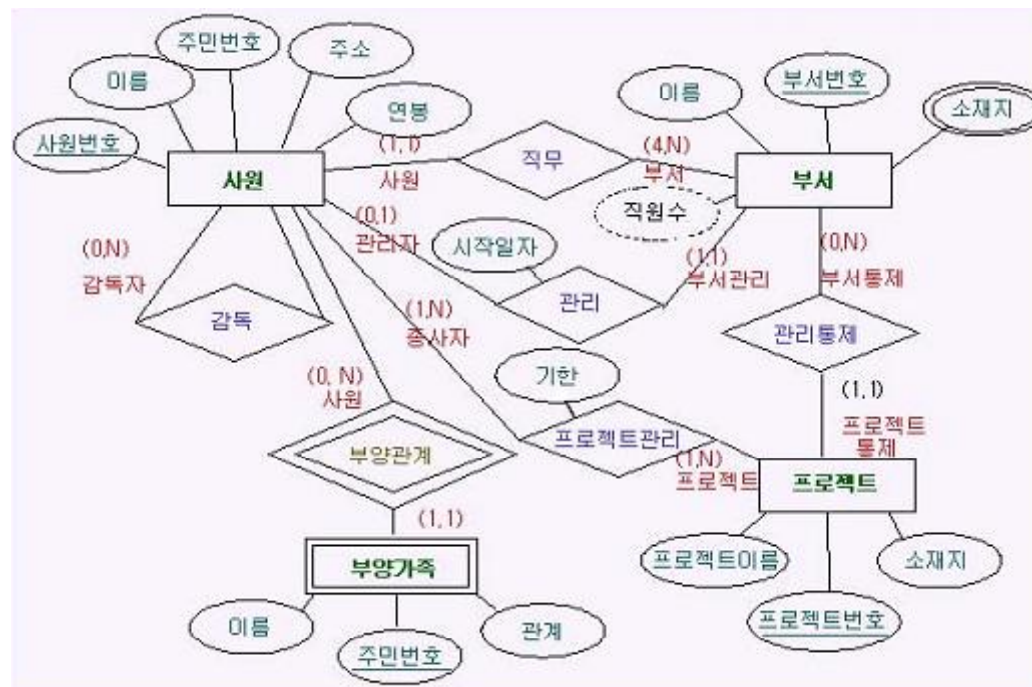 주민번호
주소
이름
사원번호
연봉
사원
(1, 1)
사원
직무
(4,N)
부서
이름
부서번호
소재지
부서
직원수
(0,N)
감독자
감독
(0,1)
관리자
시작일자
관리
(1,1)
부서관리
(0,N)
부서통제
관리통제
(1,1)
프로젝트
통제
(1,N)
종사자
기한
프로젝트관리
(1,N)
프로젝트
프로젝트
프로젝트이름
프로젝트번호
소재지
(0, N)
사원
부양관계
(1,1)
부양가족
이름
주민번호
관계